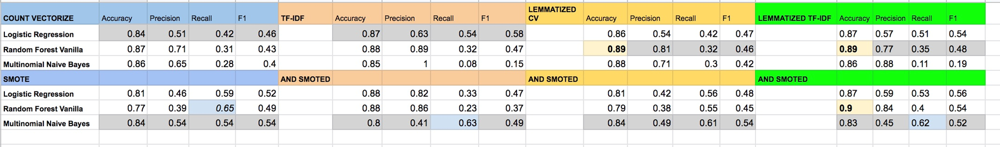 COUNT VECTORIZE Accuracy Precision Recall F1 TF-IDF Accuracy Precision Recall F1 LEMMATIZED CV Accuracy Precision Recall F1 LEMMATIZED TF-IDF Accuracy Precision Recall F1
Logistic Regression 0.84 0.51 0.42 0.46 0.87 0.63 0.54 0.58 0.86 0.54 0.42 0.47 0.87 0.57 0.51 0.54
Random Forest Vanilla 0.87 0.71 0.31 0.43 0.88 0.89 0.32 0.47 0.89 0.81 0.32 0.46 0.89 0.77 0.35 0.48
Multinomial Naive Bayes 0.86 0.65 0.28 0.4 0.85 1 0.08 0.15 0.88 0.71 0.3 0.42 0.86 0.88 0.11 0.19
SMOTE AND SMOTED AND SMOTED AND SMOTED
Logistic Regression 0.81 0.46 0.59 0.52 0.88 0.82 0.33 0.47 0.81 0.42 0.56 0.48 0.87 0.59 0.53 0.56
Random Forest Vanilla 0.77 0.39 0.65 0.49 0.88 0.86 0.23 0.37 0.79 0.38 0.55 0.45 0.9 0.84 0.4 0.54
Multinomial Naive Bayes 0.84 0.54 0.54 0.54 0.8 0.41 0.63 0.49 0.84 0.49 0.61 0.54 0.83 0.45 0.62 0.52